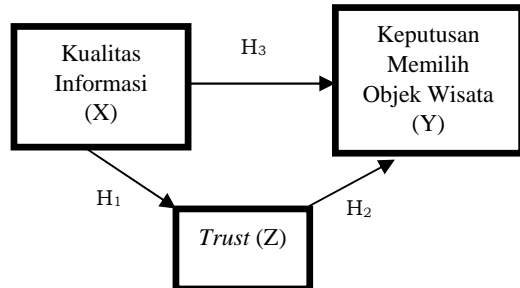 Kualitas
Informasi
(X)
H3
Keputusan
Memilih
Objek Wisata
(Y)
H1
Trust (Z)
H2